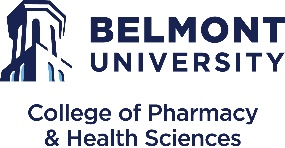 BELMONT
UNIVERSITY
College of Pharmacy
& Health Sciences